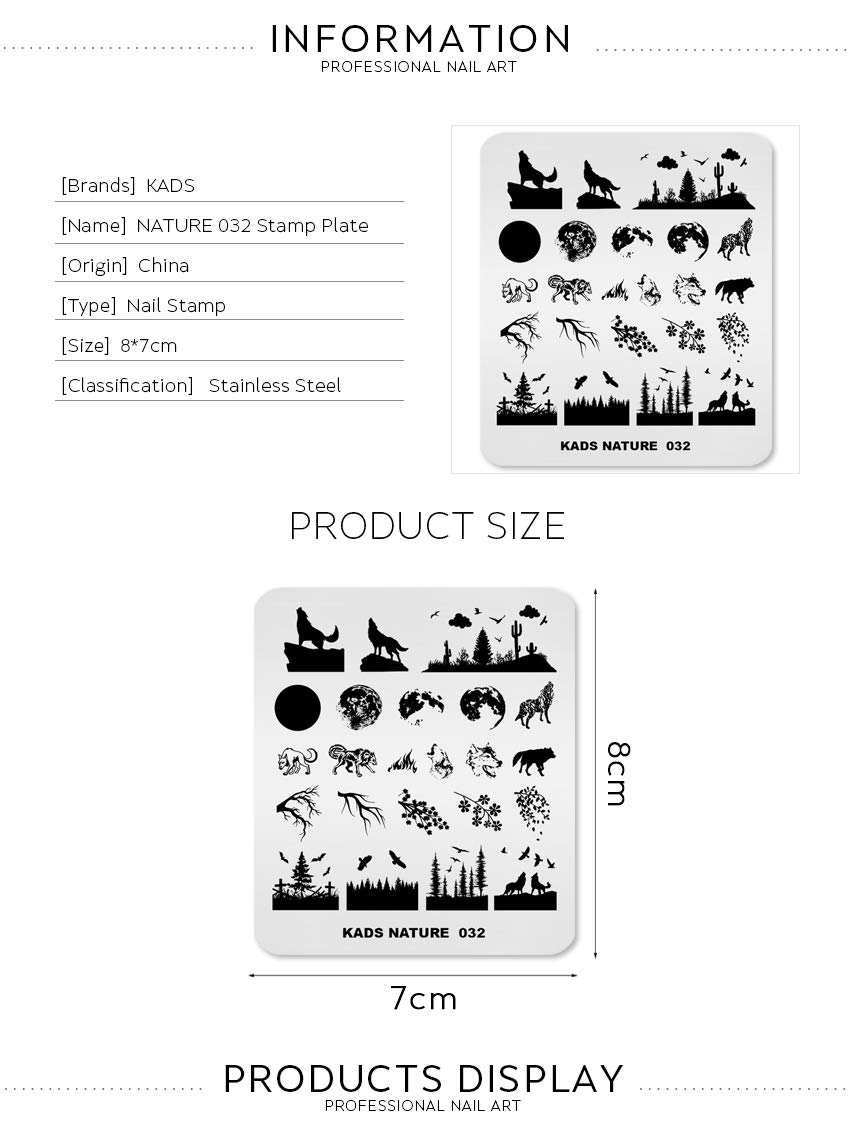 INFORMATION
PROFESSIONAL NAIL ART
[Brands] KADS
[Name] NATURE 032 Stamp Plate
[Origin] China
[Type] Nail Stamp
[Size] 8*7cm
[Classification] Stainless Steel
KADS NATURE 032
PRODUCT SIZE
8cm
KADS NATURE 032
7cm
PRODUCTS DISPLAY
PROFESSIONAL NAIL ART